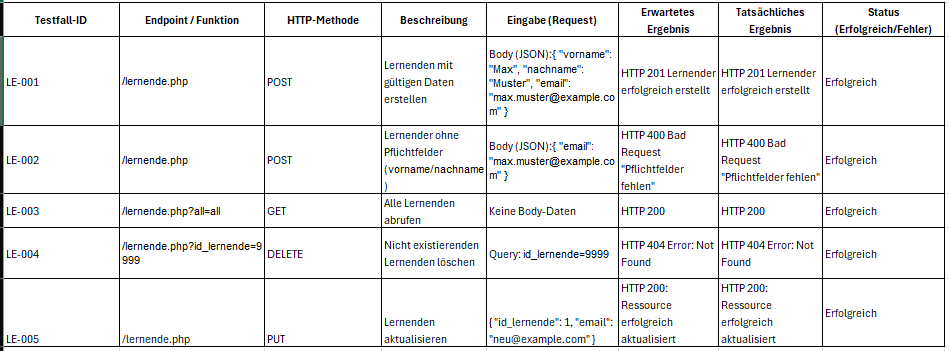 Testfall-ID Endpoint / Funktion HTTP-Methode Beschreibung Eingabe (Request) Erwartetes Ergebnis Tatsächliches Ergebnis Status (Erfolgreich/Fehler)
LE-001
/lernende.php
POST
Lernenden mit
gültigen Daten
erstellen
Body (JSON):{ "vorname":
"Max", "nachname":
"Muster", "email":
"max.muster@example.co
m" }
HTTP 201 Lernender
erfolgreich erstellt
HTTP 201 Lernender
erfolgreich erstellt
Erfolgreich
LE-002
/lernende.php
POST
Lernender ohne
Pflichtfelder
(vorname/nachname
)
Body (JSON):{ "email":
"max.muster@example.co
m" }
HTTP 400 Bad
Request
"Pflichtfelder
fehlen"
HTTP 400 Bad
Request
"Pflichtfelder fehlen"
Erfolgreich
LE-003
/lernende.php?all=all
GET
Alle Lernenden
abrufen
Keine Body-Daten
HTTP 200
HTTP 200
Erfolgreich
LE-004
/lernende.php?id_lernende=9
999
DELETE
Nicht existierenden
Lernenden löschen
Query: id_lernende=9999
HTTP 404 Error: Not
Found
HTTP 404 Error: Not
Found
Erfolgreich
LE-005
/lernende.php
PUT
Lernenden
aktualisieren
{ "id_lernende": 1, "email":
"neu@example.com" }
HTTP 200:
Ressource
erfolgreich
aktualisiert
HTTP 200:
Ressource
erfolgreich
aktualisiert
Erfolgreich